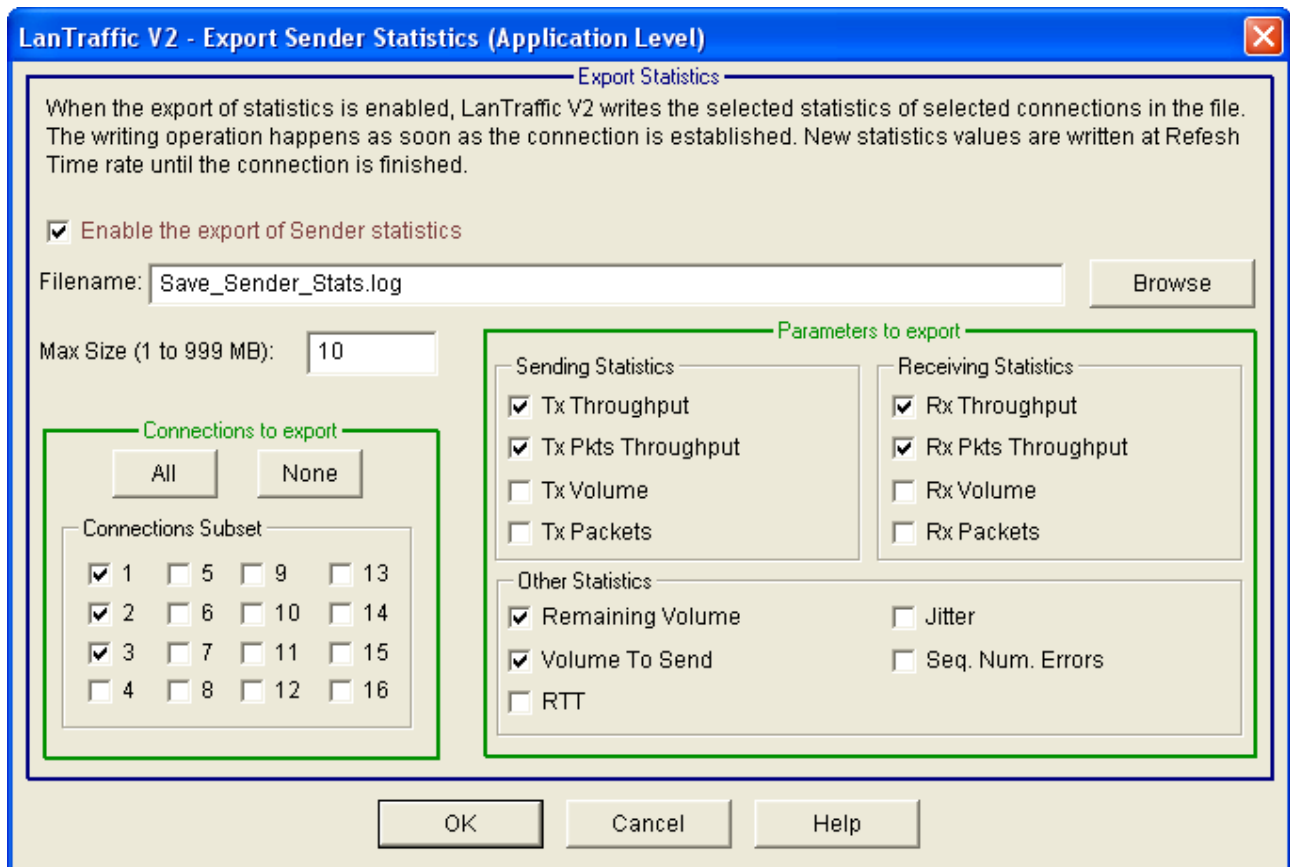 LanTraffic V2 - Export Sender Statistics (Application Level)
Export Statistics
When the export of statistics is enabled, LanTraffic V2 writes the selected statistics of selected connections in the file.
The writing operation happens as soon as the connection is established. New statistics values are written at Refesh
Time rate until the connection is finished.
Enable the export of Sender statistics
Filename: Save_Sender_Stats.log Browse
Max Size (1 to 999 MB): 10
Connections to export
All None
Connections Subset
1 5 9 13
2 6 10 14
3 7 11 15
4 8 12 16
Parameters to export
Sending Statistics
Tx Throughput
Tx Pkts Throughput
Tx Volume
Tx Packets
Receiving Statistics
Rx Throughput
Rx Pkts Throughput
Rx Volume
Rx Packets
Other Statistics
Remaining Volume
Volume To Send
RTT
Jitter
Seq. Num. Errors
OK Cancel Help